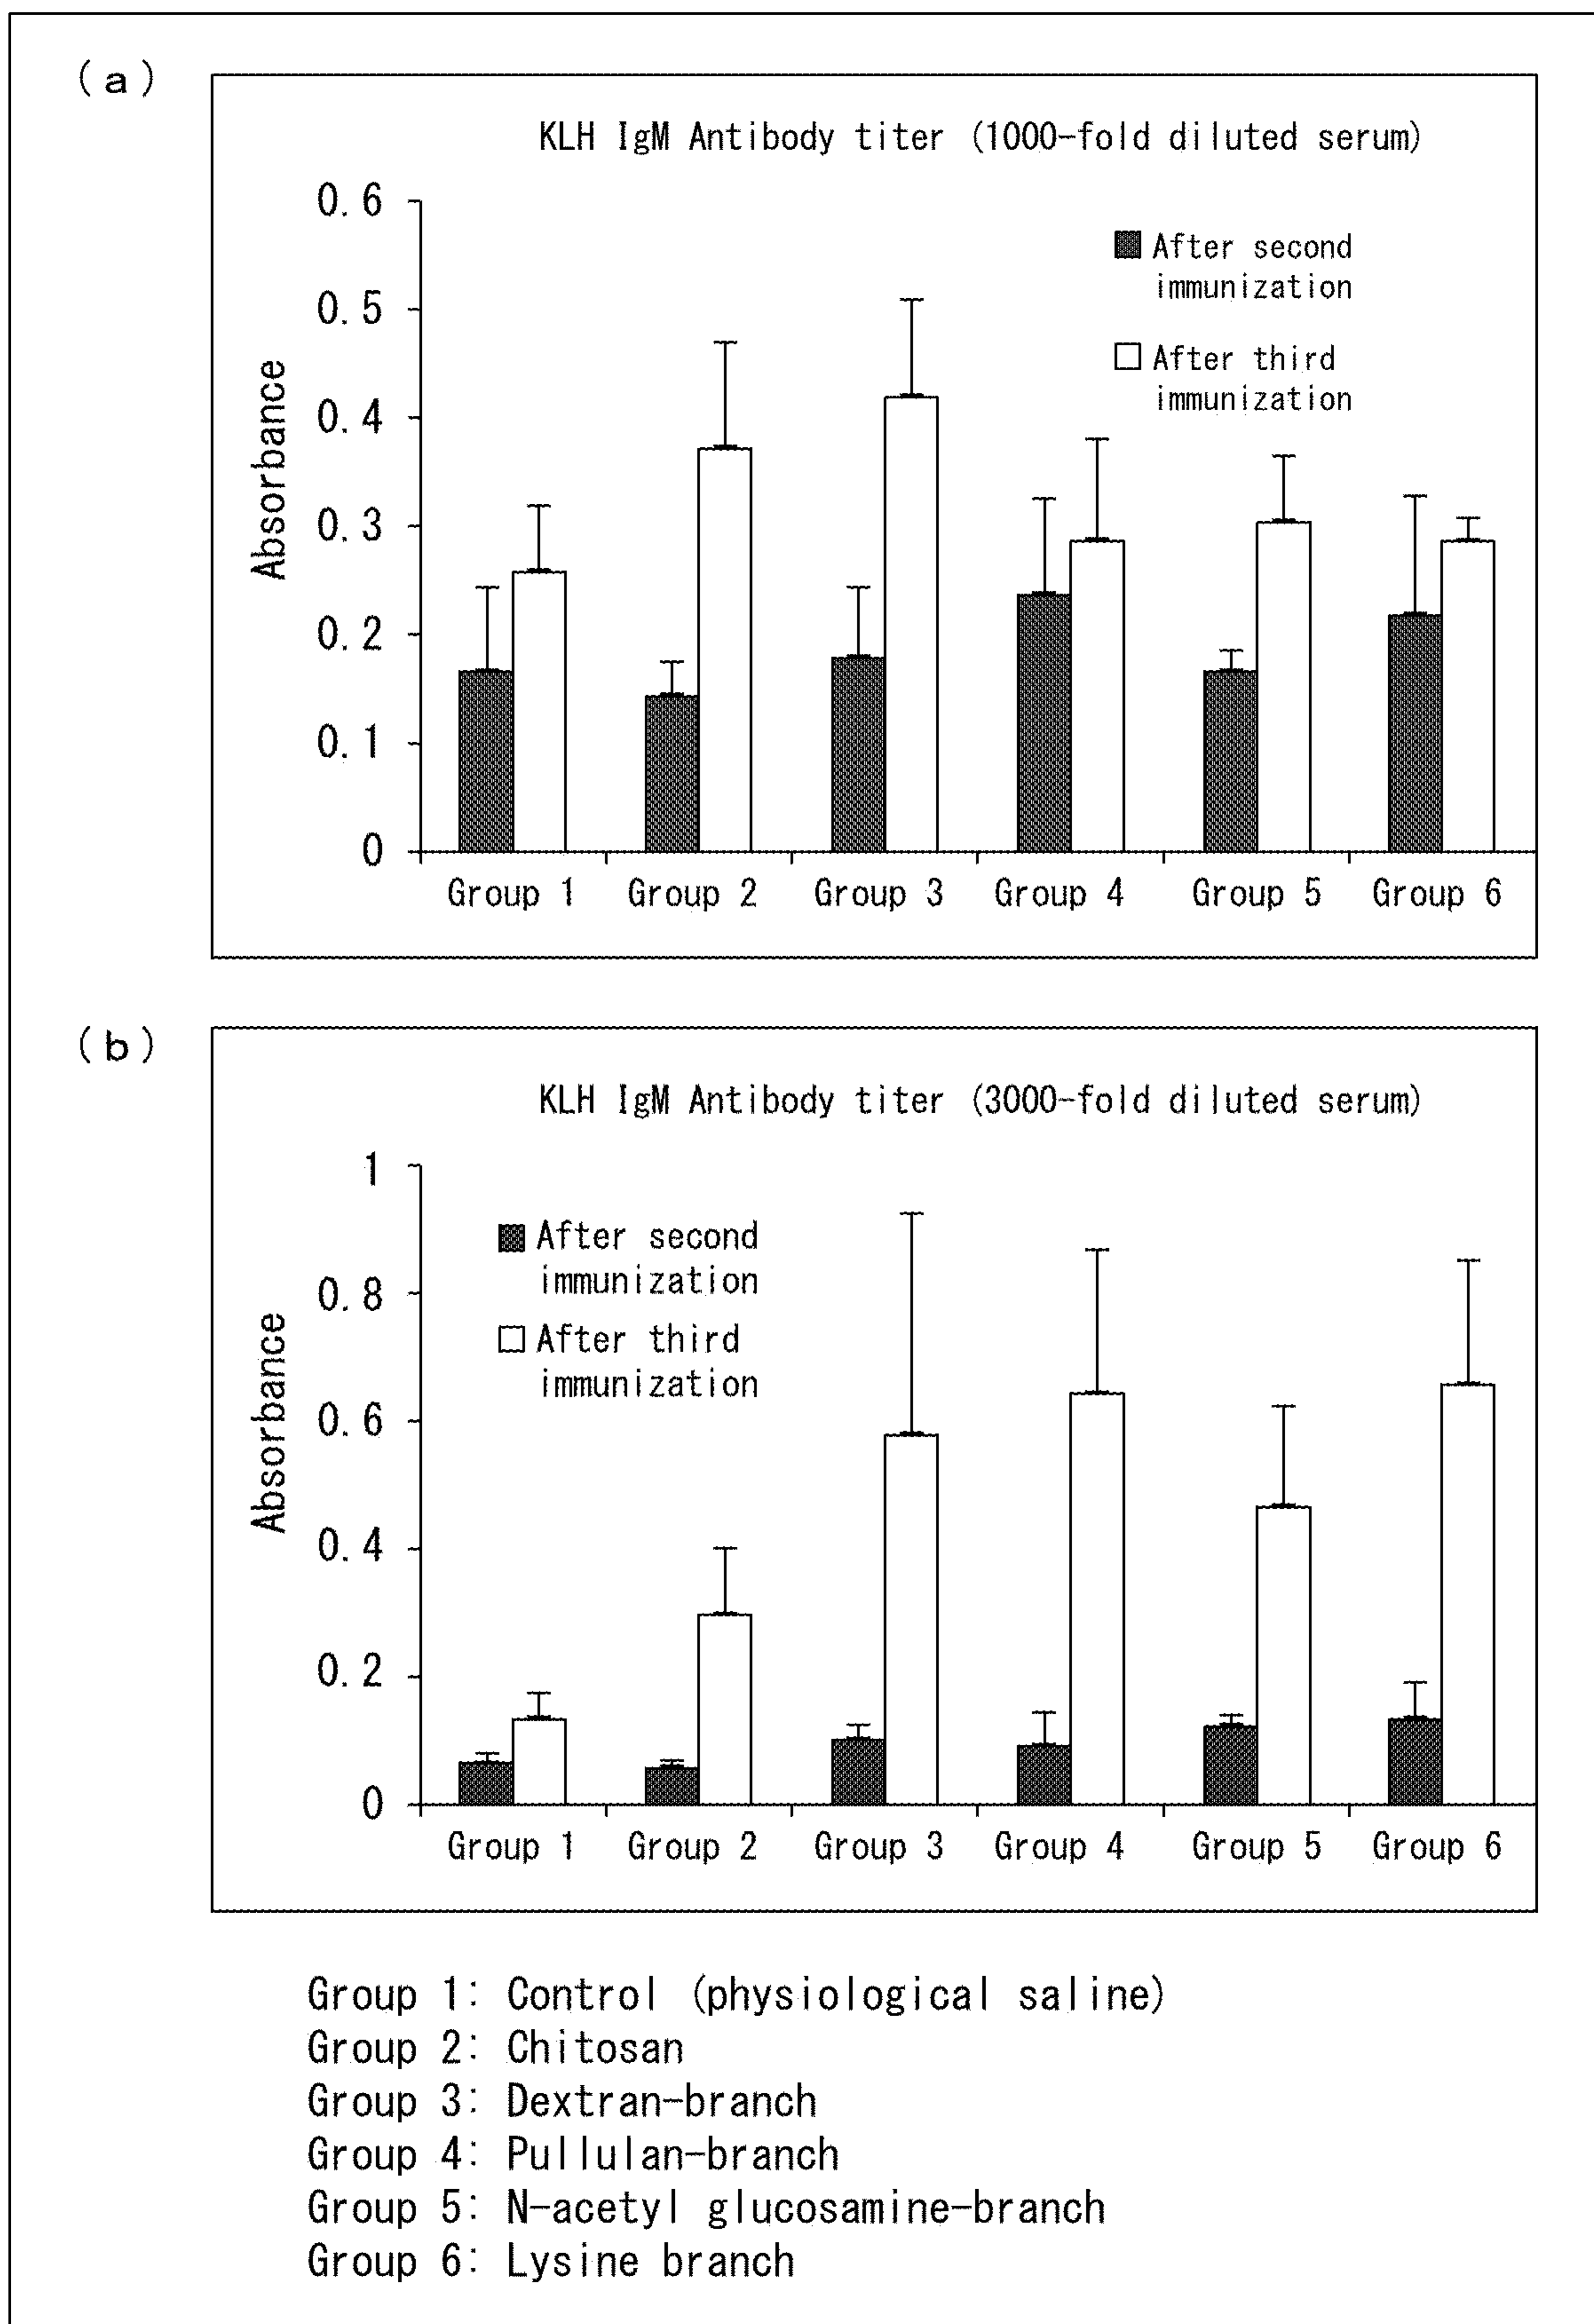 (a)
KLH IgM Antibody titer (1000-fold diluted serum)
0.6
0.5
0.4
0.3
0.2
0.1
0
Absorbance
After second
immunization
After third
immunization
Group 1 Group 2 Group 3 Group 4 Group 5 Group 6
(b)
KLH IgM Antibody titer (3000-fold diluted serum)
1
0.8
0.6
0.4
0.2
0
Absorbance
After second
immunization
After third
immunization
Group 1 Group 2 Group 3 Group 4 Group 5 Group 6
Group 1: Control (physiological saline)
Group 2: Chitosan
Group 3: Dextran-branch
Group 4: Pullulan-branch
Group 5: N-acetyl glucosamine-branch
Group 6: Lysine branch